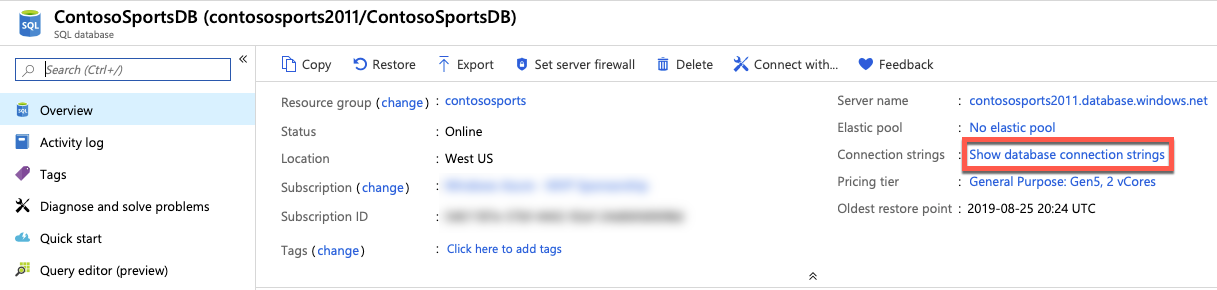 ContosoSportsDB (contososports2011/ContosoSportsDB)
SQL database
SQL
Search (Ctrl+/)
«
Overview
Activity log
Tags
Diagnose and solve problems
Quick start
Query editor (preview)
Copy Restore Export Set server firewall Delete Connect with... Feedback
Resource group (change) : contososports
Status : Online
Location : West US
Subscription (change) :
Subscription ID :
Tags (change) : Click here to add tags
Server name : contososports2011.database.windows.net
Elastic pool : No elastic pool
Connection strings : Show database connection strings
Pricing tier : General Purpose: Gen5, 2 vCores
Oldest restore point : 2019-08-25 20:24 UTC